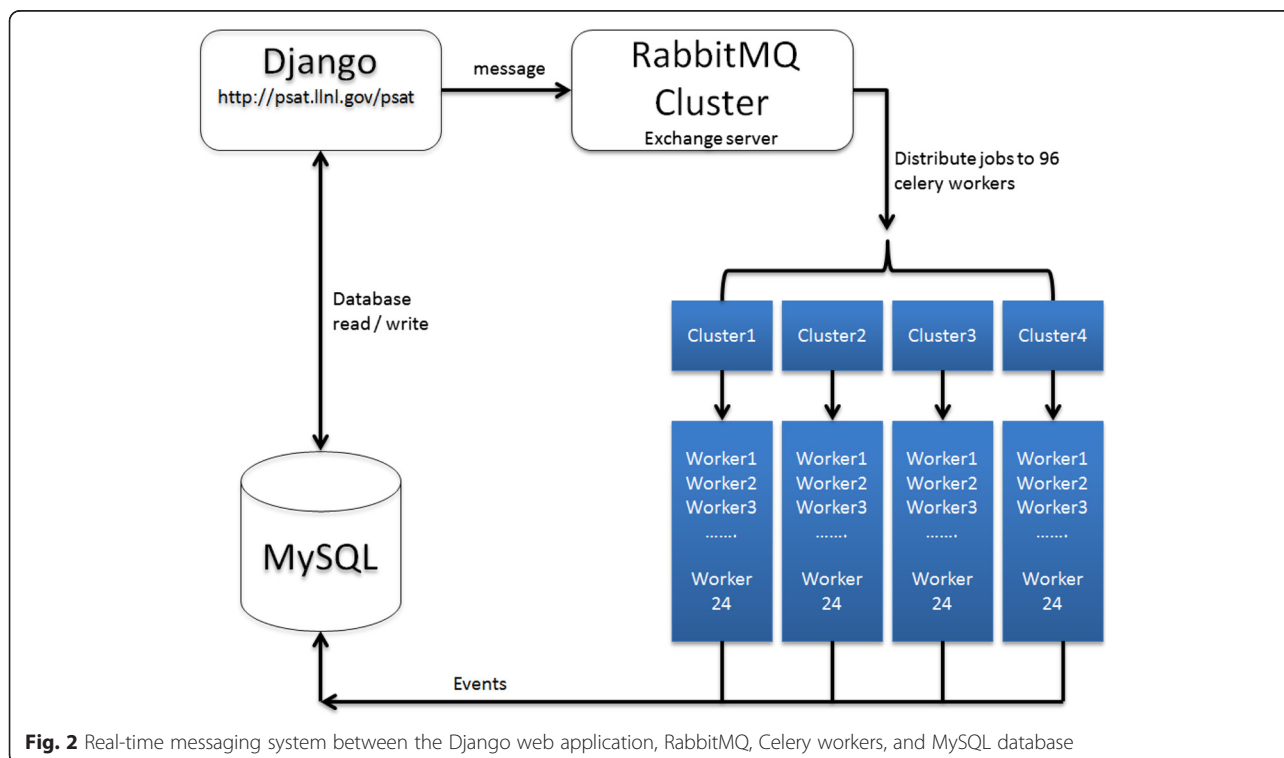 Django
http://psat.llnl.gov/psat
message
RabbitMQ
Cluster
Exchange server
Distribute jobs to 96
celery workers
Database
read / write
Cluster1
Cluster2
Cluster3
Cluster4
Worker1
Worker2
Worker3
.......
Worker
24
Worker1
Worker2
Worker3
.......
Worker
24
Worker1
Worker2
Worker3
.......
Worker
24
Worker1
Worker2
Worker3
.......
Worker
24
MySQL
Events
Fig. 2 Real-time messaging system between the Django web application, RabbitMQ, Celery workers, and MySQL database